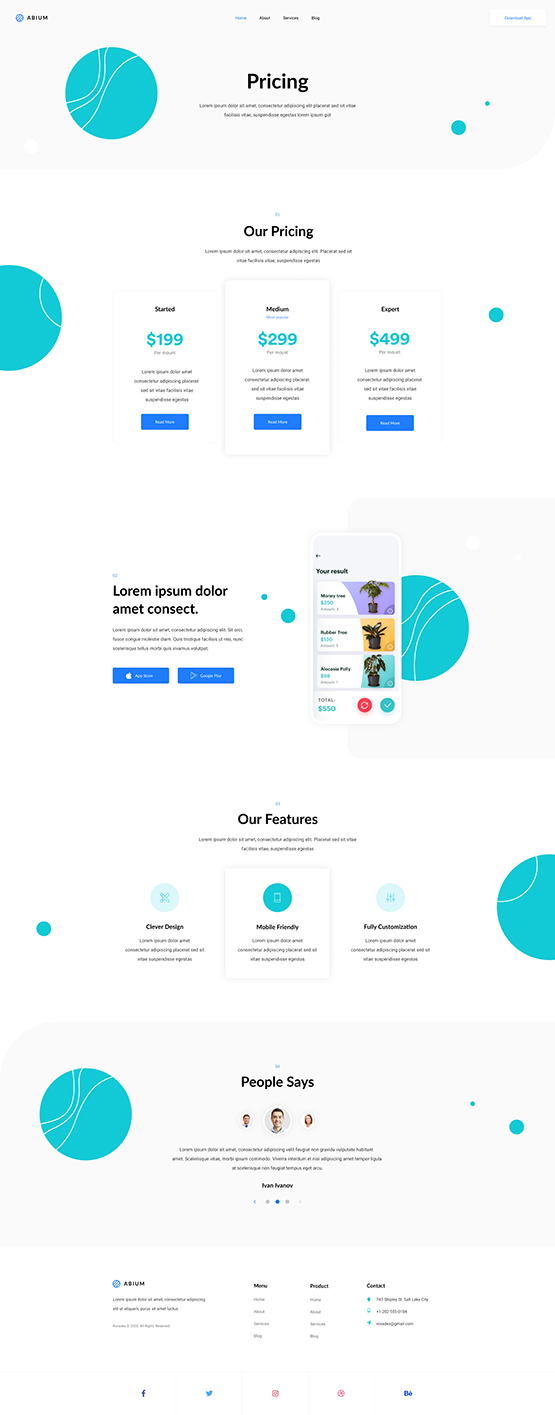 ABIUM
Home About Services Blog
Download App
Pricing
Lorem ipsum dolor sit amet, consectetur adipiscing elit placerat sed sit vitae
facilisis vitae, suspendisse egestas lorem ipsum got
01
Our Pricing
Lorem ipsum dolor sit amet, consectetur adipiscing elit. Placerat sed sit
vitae facilisis vitae, suspendisse egestas
Started
$199
Per mount
Lorem ipsum dolor amet
consectetur adipiscing placerat
sed sit vitae facilisis vitae
suspendisse egestas
Read More
Medium
Most popular
$299
Per mount
Lorem ipsum dolor amet
consectetur adipiscing placerat
sed sit vitae facilisis vitae
suspendisse egestas
Read More
Expert
$499
Per mount
Lorem ipsum dolor amet
consectetur adipiscing placerat
sed sit vitae facilisis vitae
suspendisse egestas
Read More
02
Lorem ipsum dolor
amet consect.
Lorem ipsum dolor sit amet, consectetur adipiscing elit. Sit orci,
fusce congue molestie diam. Quis tristique facilisis ut nisi, nunc
scelerisque tellus morbi quis vivamus volutpat.
App Store
Google Play
Your result
Money tree
$350
Amount: 4
Rubber Tree
$130
Amount: 5
Alocavia Polly
Amount: 1
TOTAL:
$550
03
Our Features
Lorem ipsum dolor sit amet, consectetur adipiscing elit. Placerat sed sit vitae
facilisis vitae, suspendisse egestas
Clever Design
Lorem ipsum dolor amet
consectetur adipiscing placerat sed sit
vitae suspendisse egestas
Mobile Friendly
Lorem ipsum dolor amet
consectetur adipiscing placerat sed sit
vitae suspendisse egestas
Fully Customization
Lorem ipsum dolor amet
consectetur adipiscing placerat sed sit
vitae suspendisse egestas
04
People Says
Lorem ipsum dolor sit amet, consectetur adipiscing velit feugiat non gravida vulputate habitant
amet. Scelerisque vitae, morbi ipsum commodo. Viverra interdum et nisi adipiscing amet tempor ligula
at scelerisque non feugiat tempus eget arcu.
Ivan Ivanov
ABIUM
Lorem ipsum dolor sit amet, consectetur adipiscing
elit ut aliquam, purus sit amet luctus
© 2020 All Rights Reserved
Menu
Home
About
Services
Blog
Product
Home
About
Services
Blog
Contact
743 Shipley St. Salt Lake City
+1-202-555-0184
roxades@gmail.com